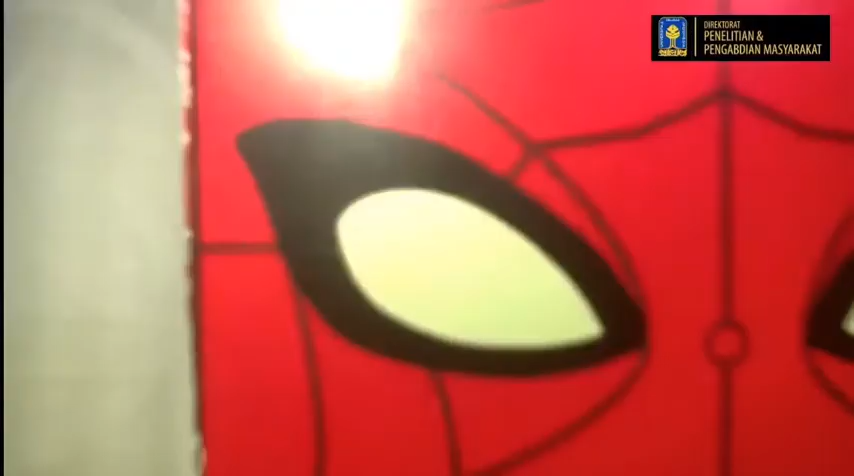 DIREKTORAT
PENELITIAN &
PENGABDIAN MASYARAKAT